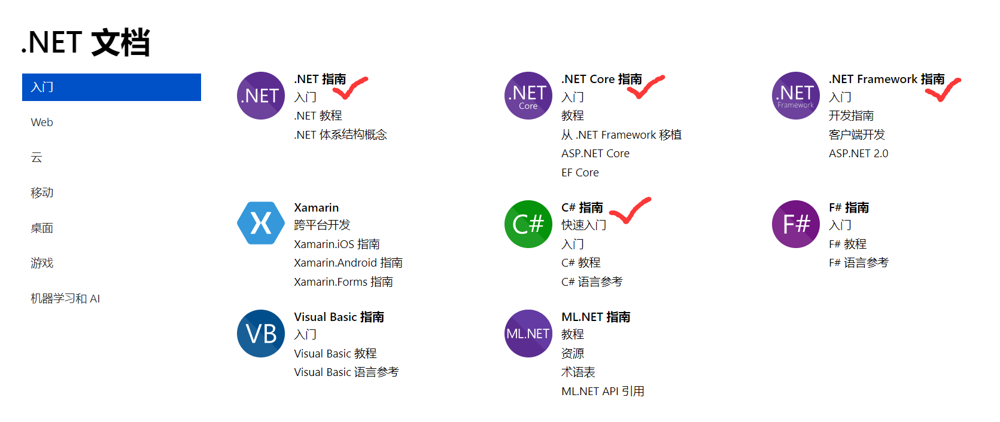 .NET 文档
入门
Web
云
移动
桌面
游戏
机器学习和 AI
.NET
.NET 指南
入门
.NET 教程
.NET 体系结构概念
.NET
Core
.NET Core 指南
入门
教程
从 .NET Framework 移植
ASP.NET Core
EF Core
.NET
Framework
.NET Framework 指南
入门
开发指南
客户端开发
ASP.NET 2.0
X
Xamarin
跨平台开发
Xamarin.iOS 指南
Xamarin.Android 指南
Xamarin.Forms 指南
C#
C# 指南
快速入门
入门
C# 教程
C# 语言参考
F#
F# 指南
入门
F# 教程
F# 语言参考
VB
Visual Basic 指南
入门
Visual Basic 教程
Visual Basic 语言参考
ML.NET
ML.NET 指南
教程
资源
术语表
ML.NET API 引用